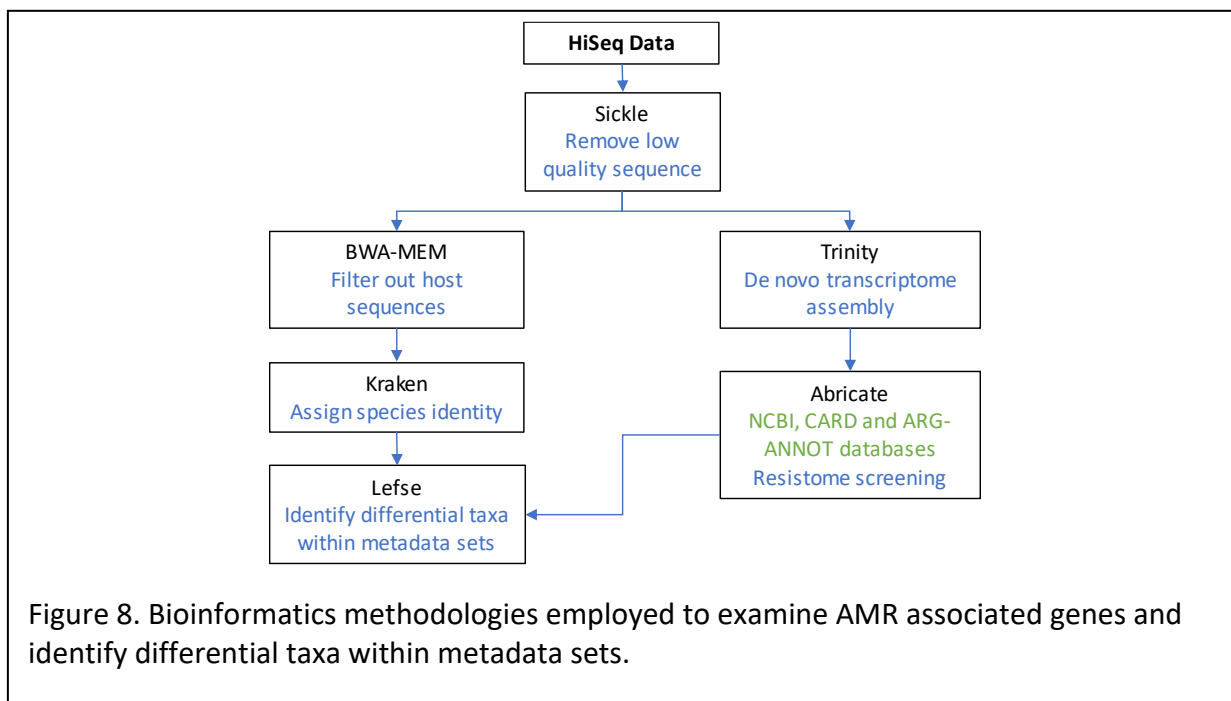 HiSeq Data
Sickle
Remove low
quality sequence
BWA-MEM
Filter out host
sequences
Trinity
De novo transcriptome
assembly
Kraken
Assign species identity
Abricate
NCBI, CARD and ARG-
ANNOT databases
Resistome screening
Lefse
Identify differential taxa
within metadata sets
Figure 8. Bioinformatics methodologies employed to examine AMR associated genes and
identify differential taxa within metadata sets.